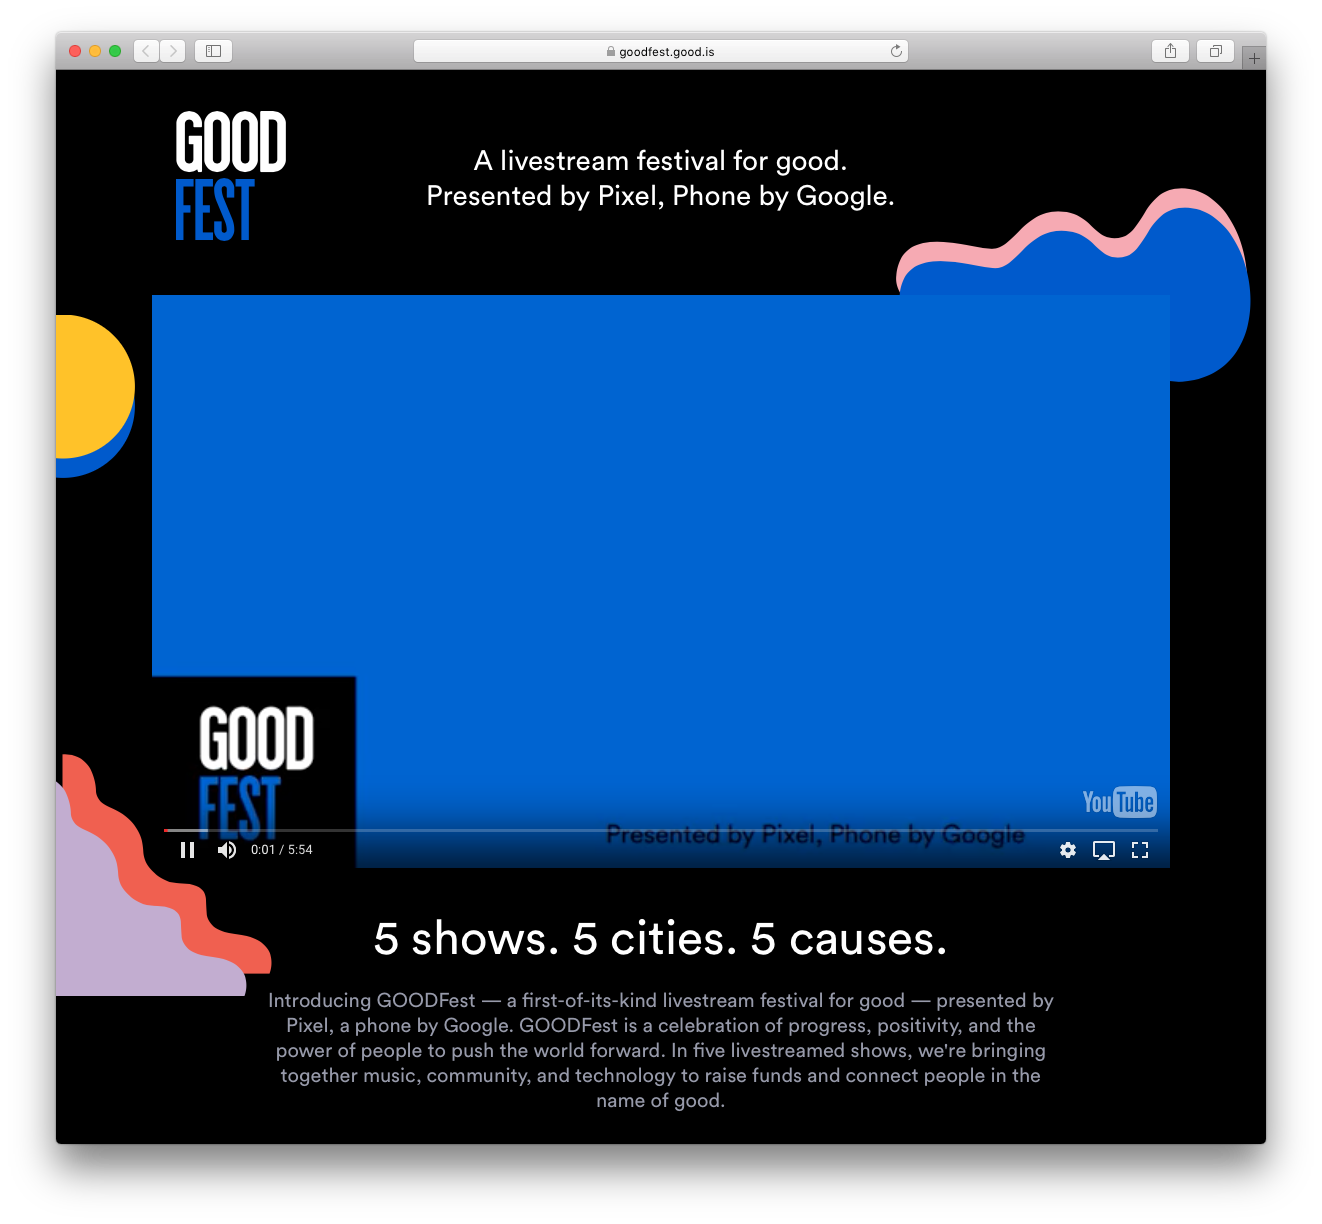 goodfest.good.is
GOOD
FEST
A livestream festival for good.
Presented by Pixel, Phone by Google.
GOOD
FEST
YouTube
Presented by Pixel, Phone by Google
0:01 / 5:54
5 shows. 5 cities. 5 causes.
Introducing GOODFest — a first-of-its-kind livestream festival for good — presented by
Pixel, a phone by Google. GOODFest is a celebration of progress, positivity, and the
power of people to push the world forward. In five livestreamed shows, we're bringing
together music, community, and technology to raise funds and connect people in the
name of good.